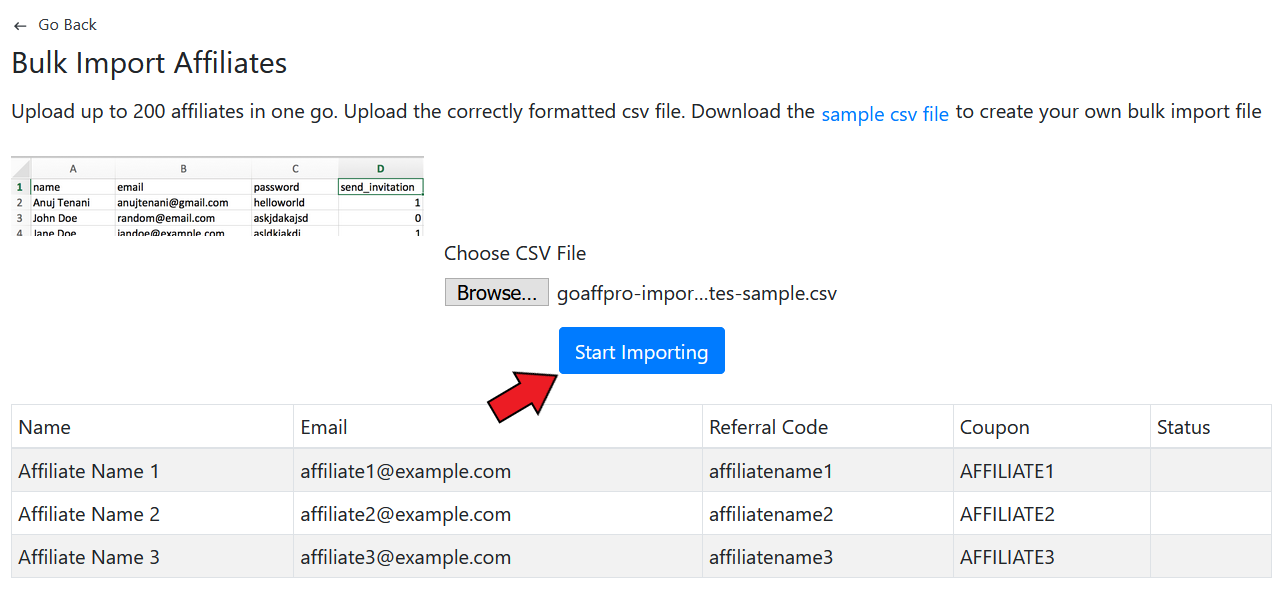 ← Go Back
Bulk Import Affiliates
Upload up to 200 affiliates in one go. Upload the correctly formatted csv file. Download the sample csv file to create your own bulk import file
A B C D
1 name email password send_invitation
2 Anuj Tenani anujtenani@gmail.com helloworld 1
3 John Doe random@email.com askjdakajsd 0
4 Jane Doe jandoe@example.com asldkjakdj 1
Choose CSV File
Browse... goaffpro-impor...tes-sample.csv
Start Importing
Name Email Referral Code Coupon Status
Affiliate Name 1 affiliate1@example.com affiliatename1 AFFILIATE1
Affiliate Name 2 affiliate2@example.com affiliatename2 AFFILIATE2
Affiliate Name 3 affiliate3@example.com affiliatename3 AFFILIATE3